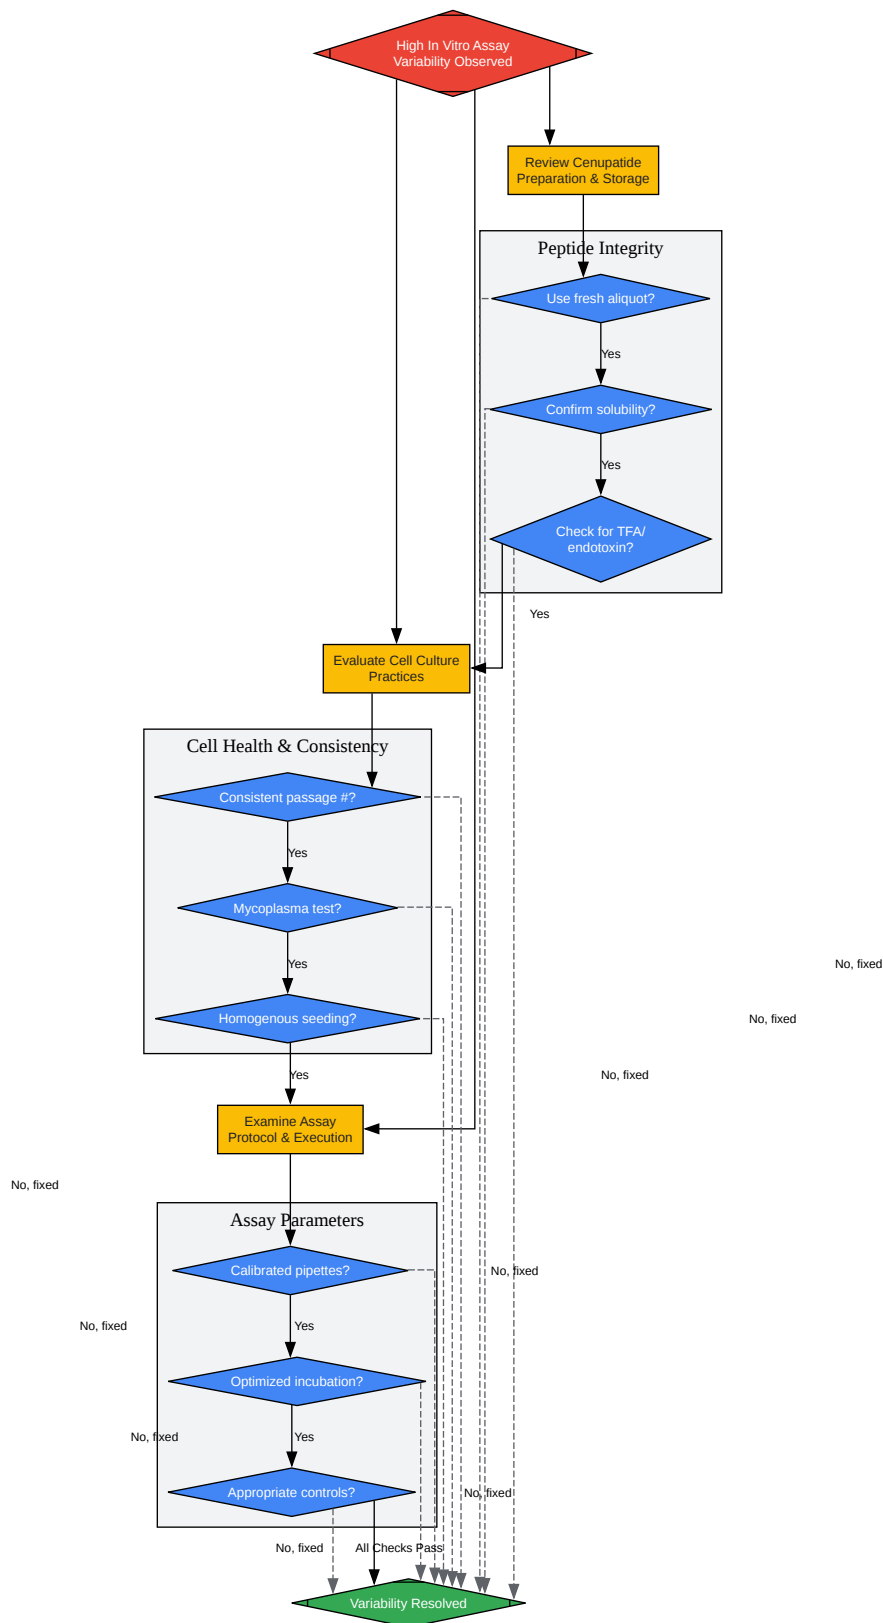 High In Vitro Assay
Variability Observed
Review Cenupatide
Preparation & Storage
Peptide Integrity
Use fresh aliquot?
Yes
Confirm solubility?
Yes
Check for TFA/
endotoxin?
Yes
Evaluate Cell Culture
Practices
Cell Health & Consistency
Consistent passage #?
Yes
Mycoplasma test?
Yes
No, fixed
Homogenous seeding?
No, fixed
Yes
No, fixed
Examine Assay
Protocol & Execution
No, fixed
Assay Parameters
Calibrated pipettes?
No, fixed
No, fixed
Yes
Optimized incubation?
No, fixed
Yes
Appropriate controls?
No, fixed
No, fixed
All Checks Pass
Variability Resolved